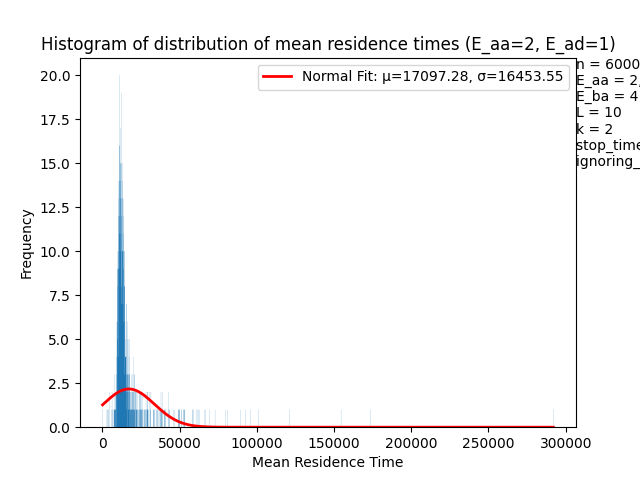 Histogram of distribution of mean residence times (E_aa=2, E_ad=1)
Normal Fit: μ=17097.28, σ=16453.55
n = 6000
E_aa = 2,
E_ba = 4
L = 10
k = 2
stop_time
ignoring_
20.0
17.5
15.0
12.5
10.0
7.5
5.0
2.5
0.0
Frequency
0 50000 100000 150000 200000 250000 300000
Mean Residence Time